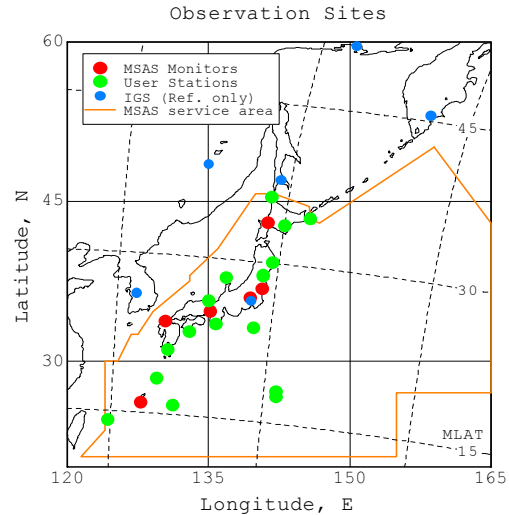 Observation Sites
60
MSAS Monitors
User Stations
IGS (Ref. only)
MSAS service area
45
45
30
30
MLAT
15
120
135
150
165
Latitude, N
Longitude, E